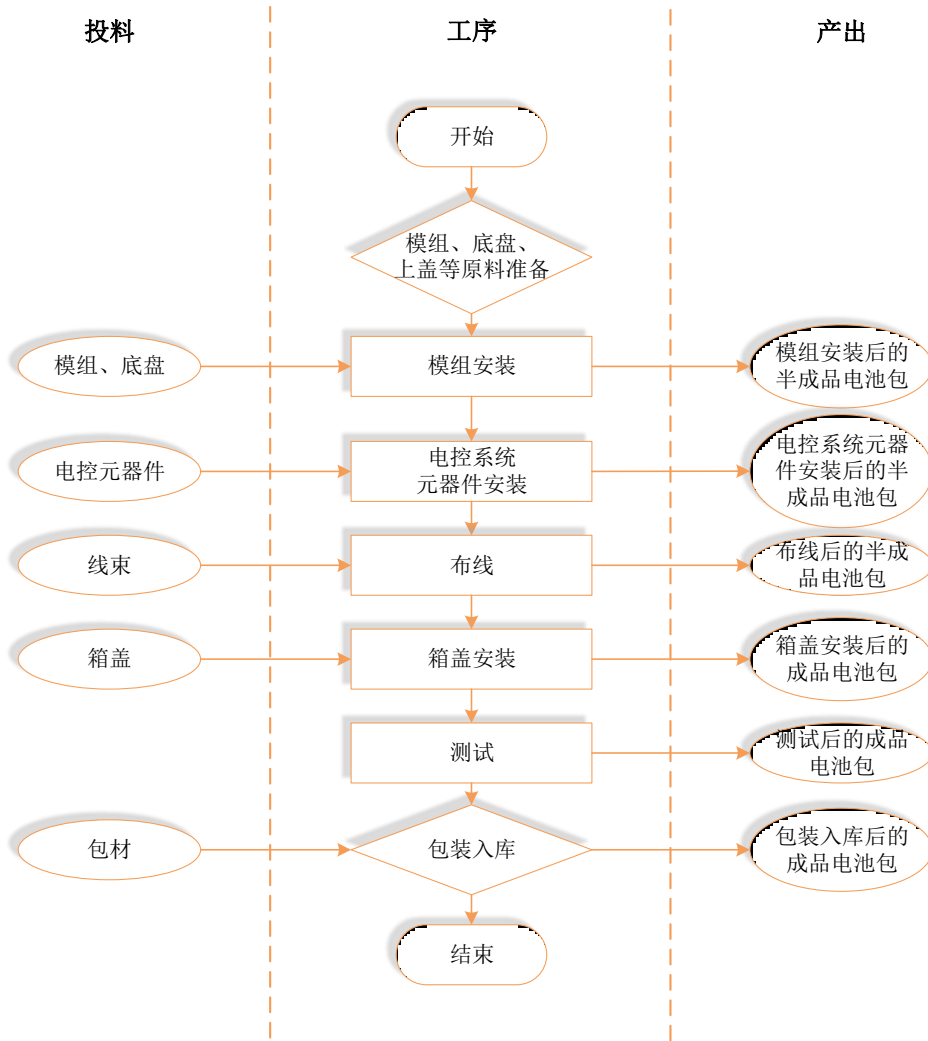 投料
工序
产出
开始
模组、底盘、
上盖等原料准备
模组、底盘
模组安装
模组安装后的
半成品电池包
电控元器件
电控系统
元器件安装
电控系统元器
件安装后的半
成品电池包
线束
布线
布线后的半成
品电池包
箱盖
箱盖安装
箱盖安装后的
成品电池包
测试
测试后的成品
电池包
包材
包装入库
包装入库后的
成品电池包
结束